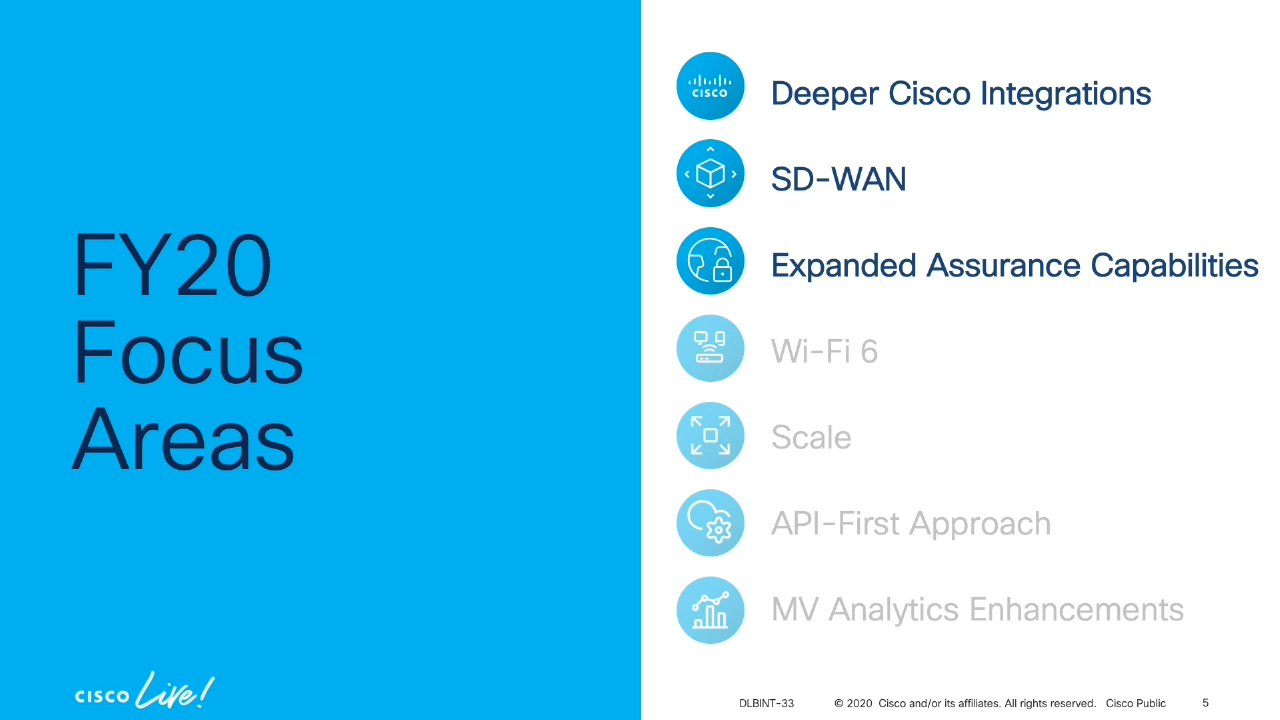 FY20
Focus
Areas
CISCO
Deeper Cisco Integrations
SD-WAN
Expanded Assurance Capabilities
Wi-Fi 6
Scale
API-First Approach
MV Analytics Enhancements
CISCO Live!
DLBINT-33 © 2020 Cisco and/or its affiliates. All rights reserved. Cisco Public 5